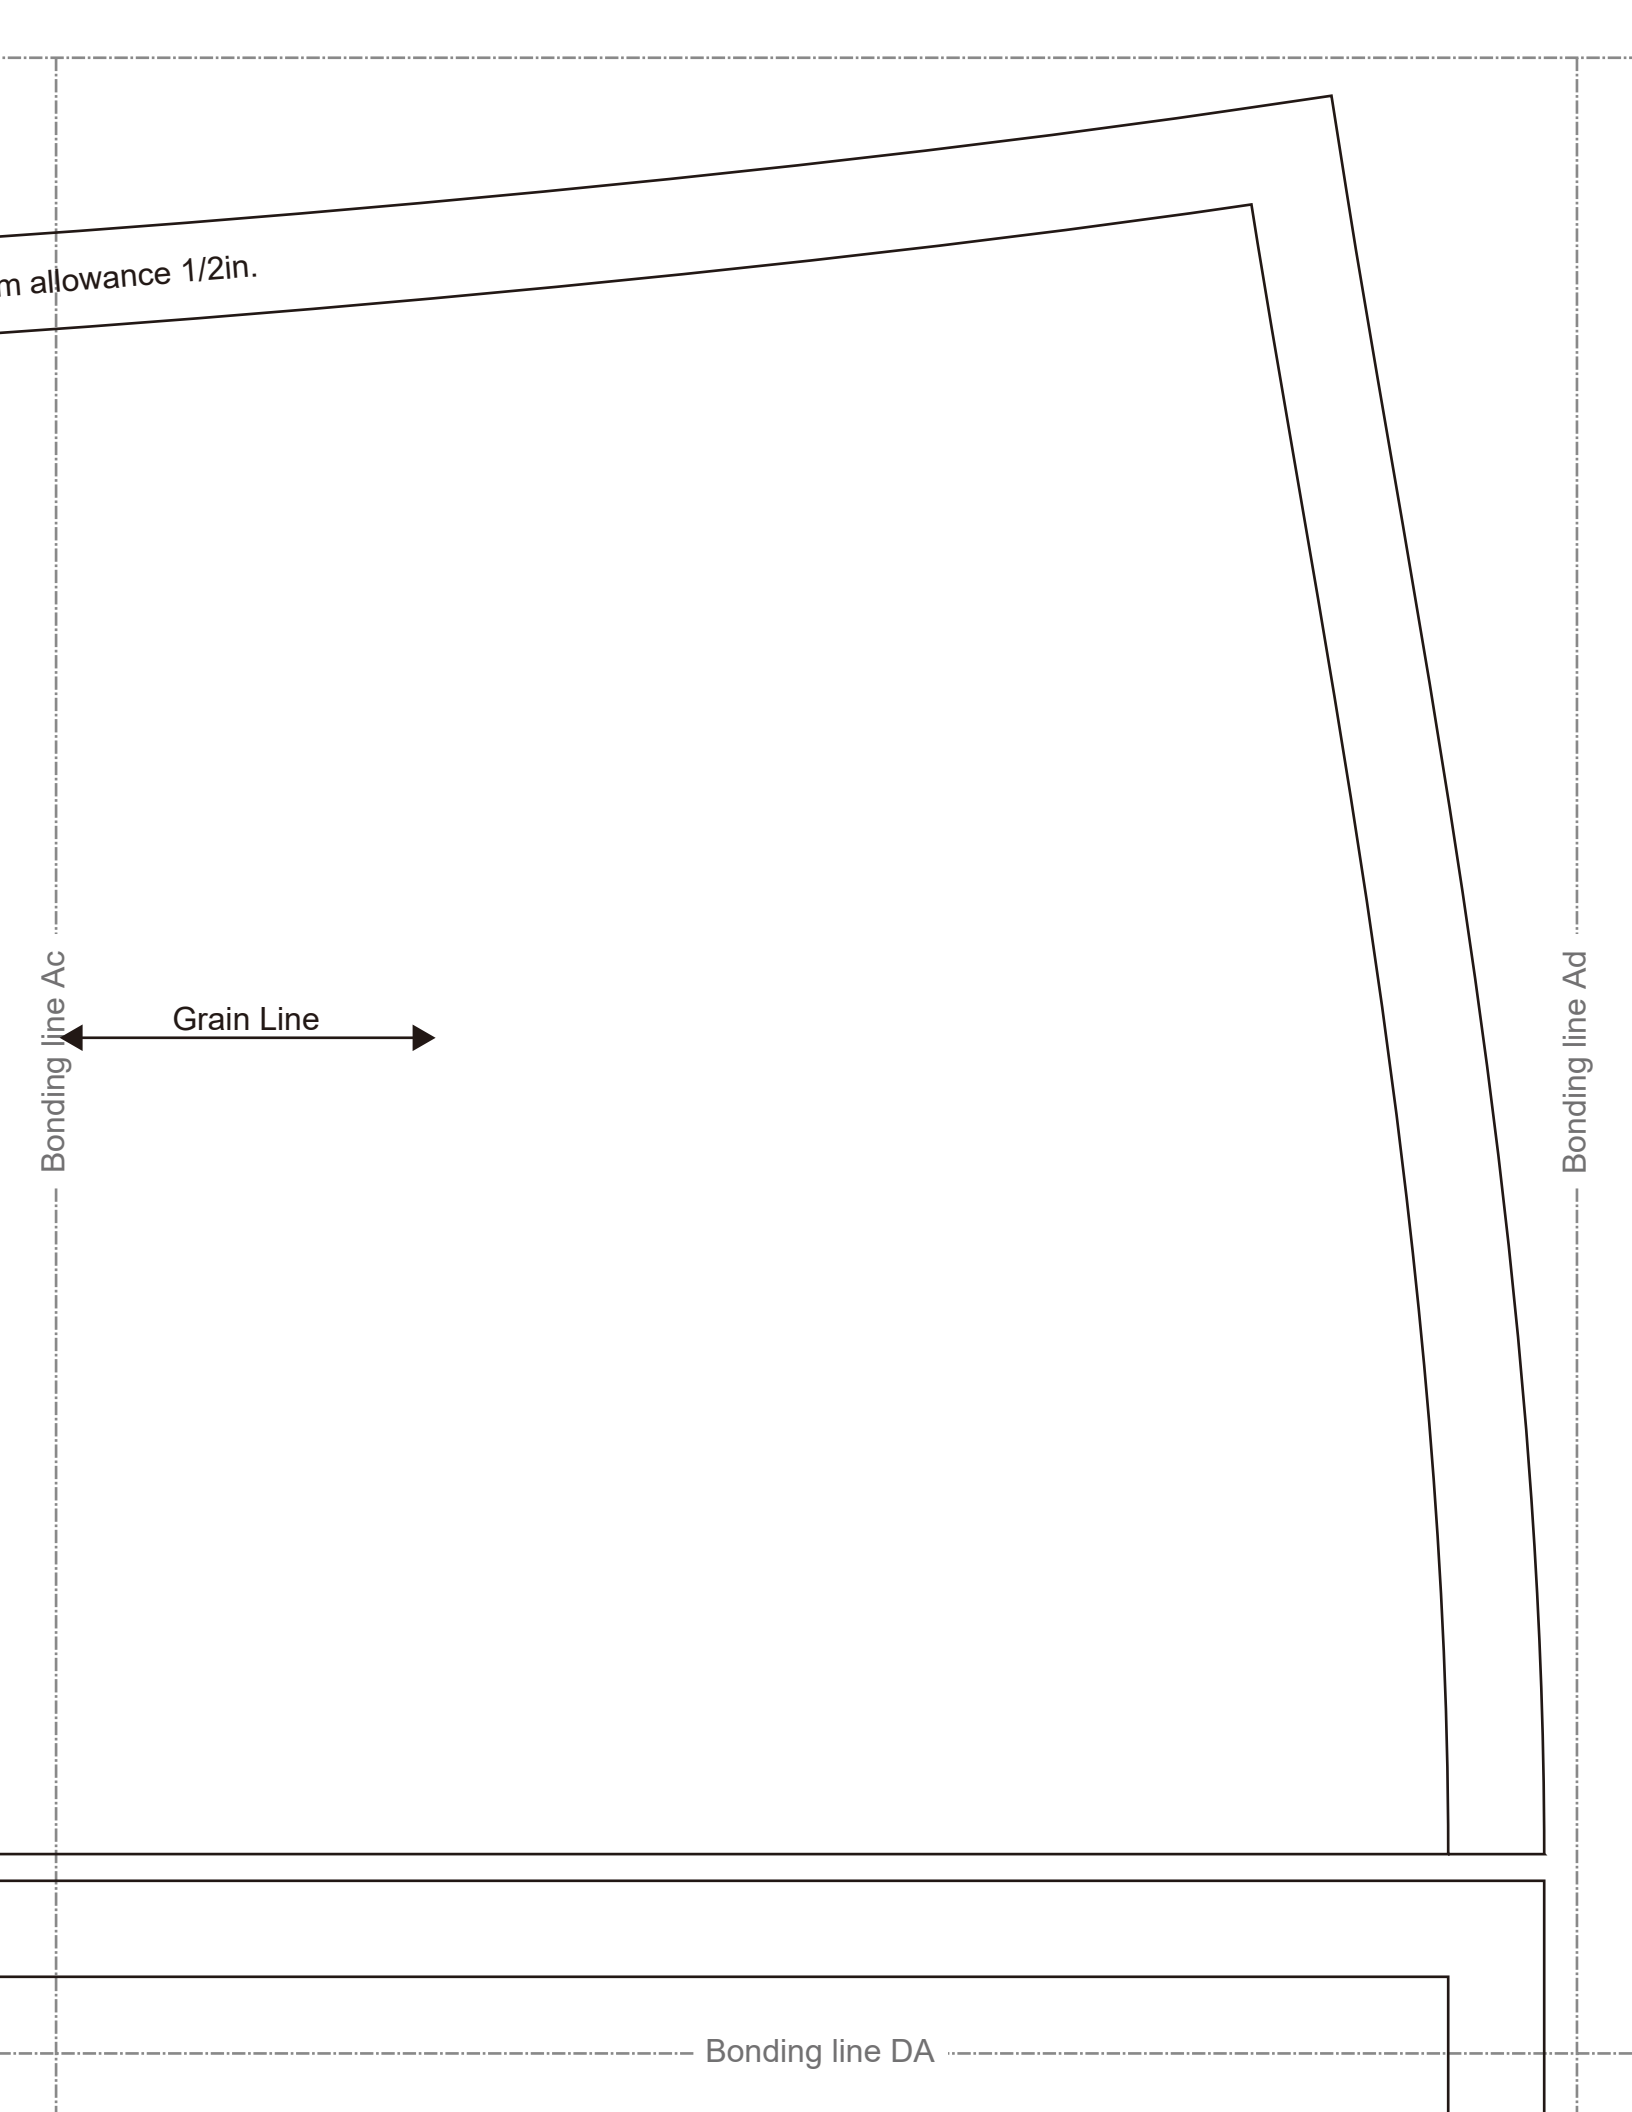 m allowance 1/2in.
Bonding line Ac
Grain Line
Bonding line Ad
Bonding line DA